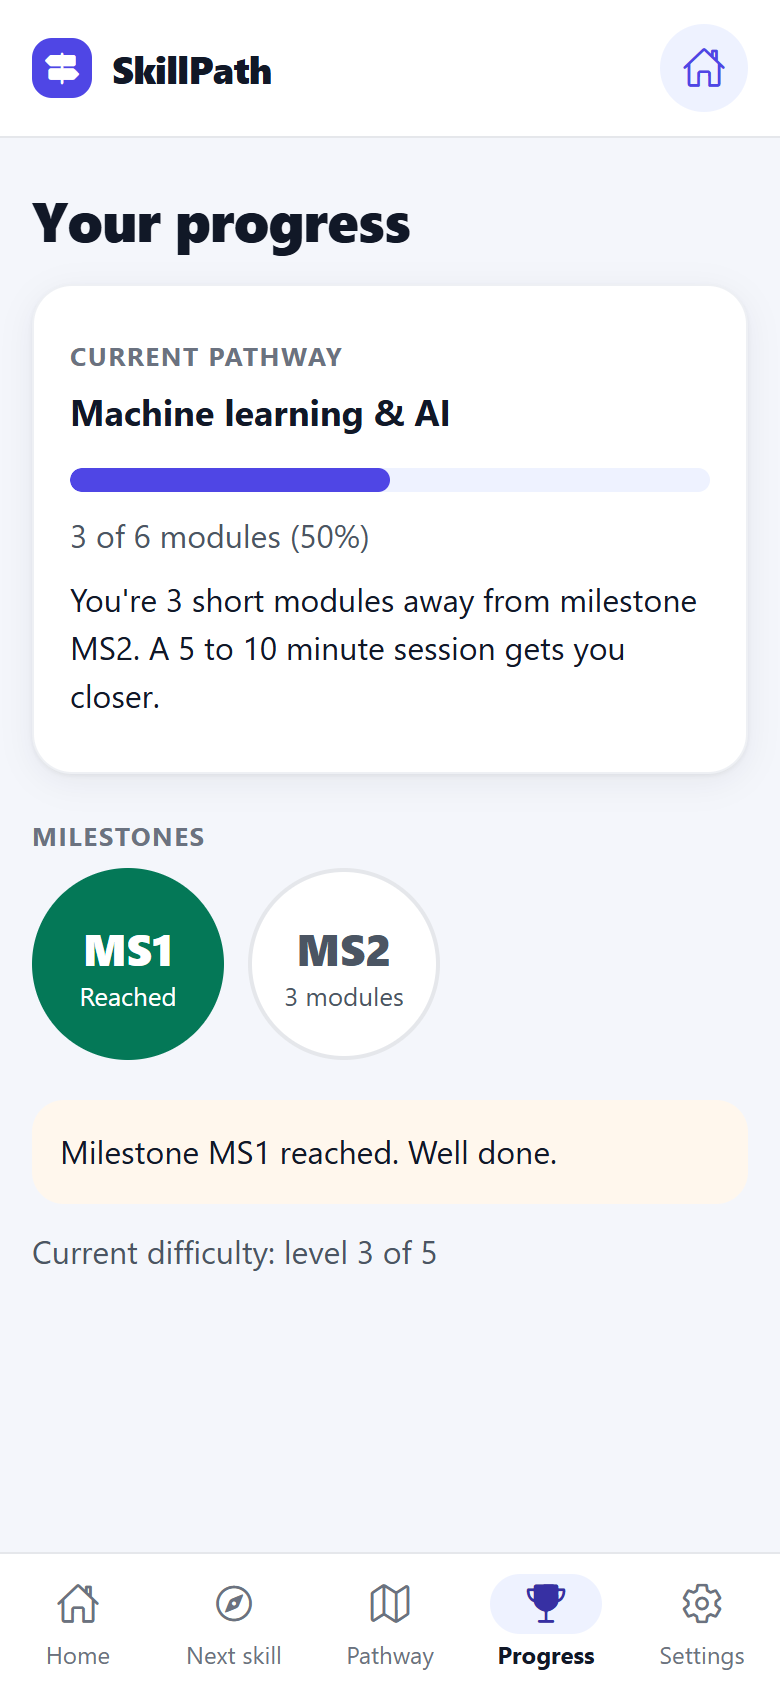 SkillPath
Your progress
CURRENT PATHWAY
Machine learning & AI
3 of 6 modules (50%)
You're 3 short modules away from milestone
MS2. A 5 to 10 minute session gets you
closer.
MILESTONES
MS1
Reached
MS2
3 modules
Milestone MS1 reached. Well done.
Current difficulty: level 3 of 5
Home
Next skill
Pathway
Progress
Settings